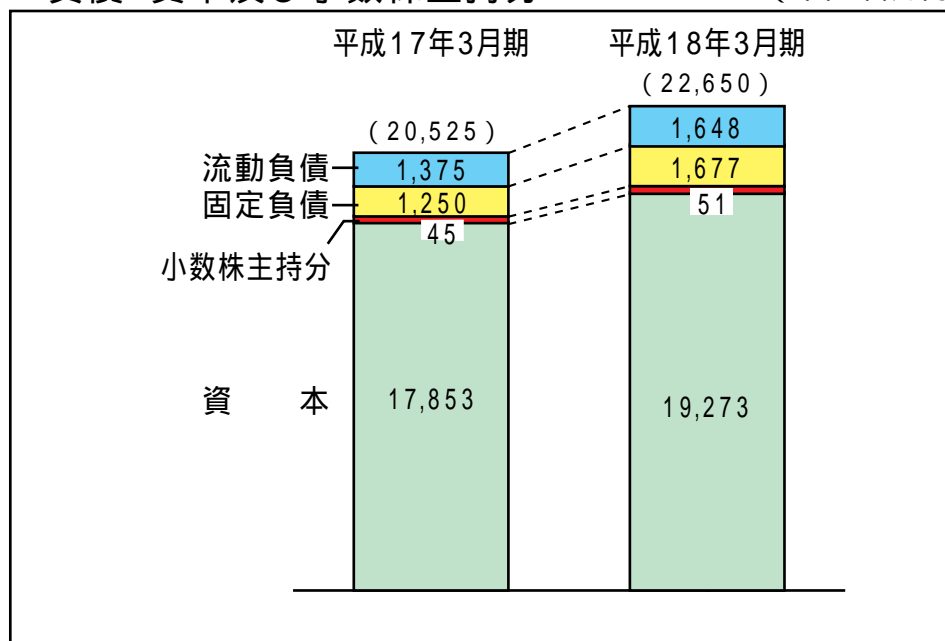 平成17年3月期 平成18年3月期
(22,650)
(20,525)
1,648
流動負債 1,375
1,677
固定負債 1,250
51
45
小数株主持分
資 本 17,853 19,273